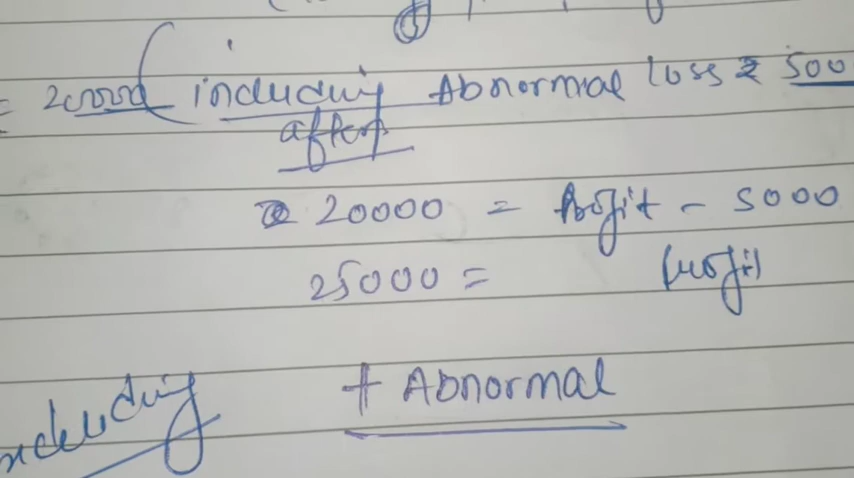 = 20000 ( including Abnormal loss ₹ 500
after
20000 = Profit - 5000
25000 = Profit
including + Abnormal